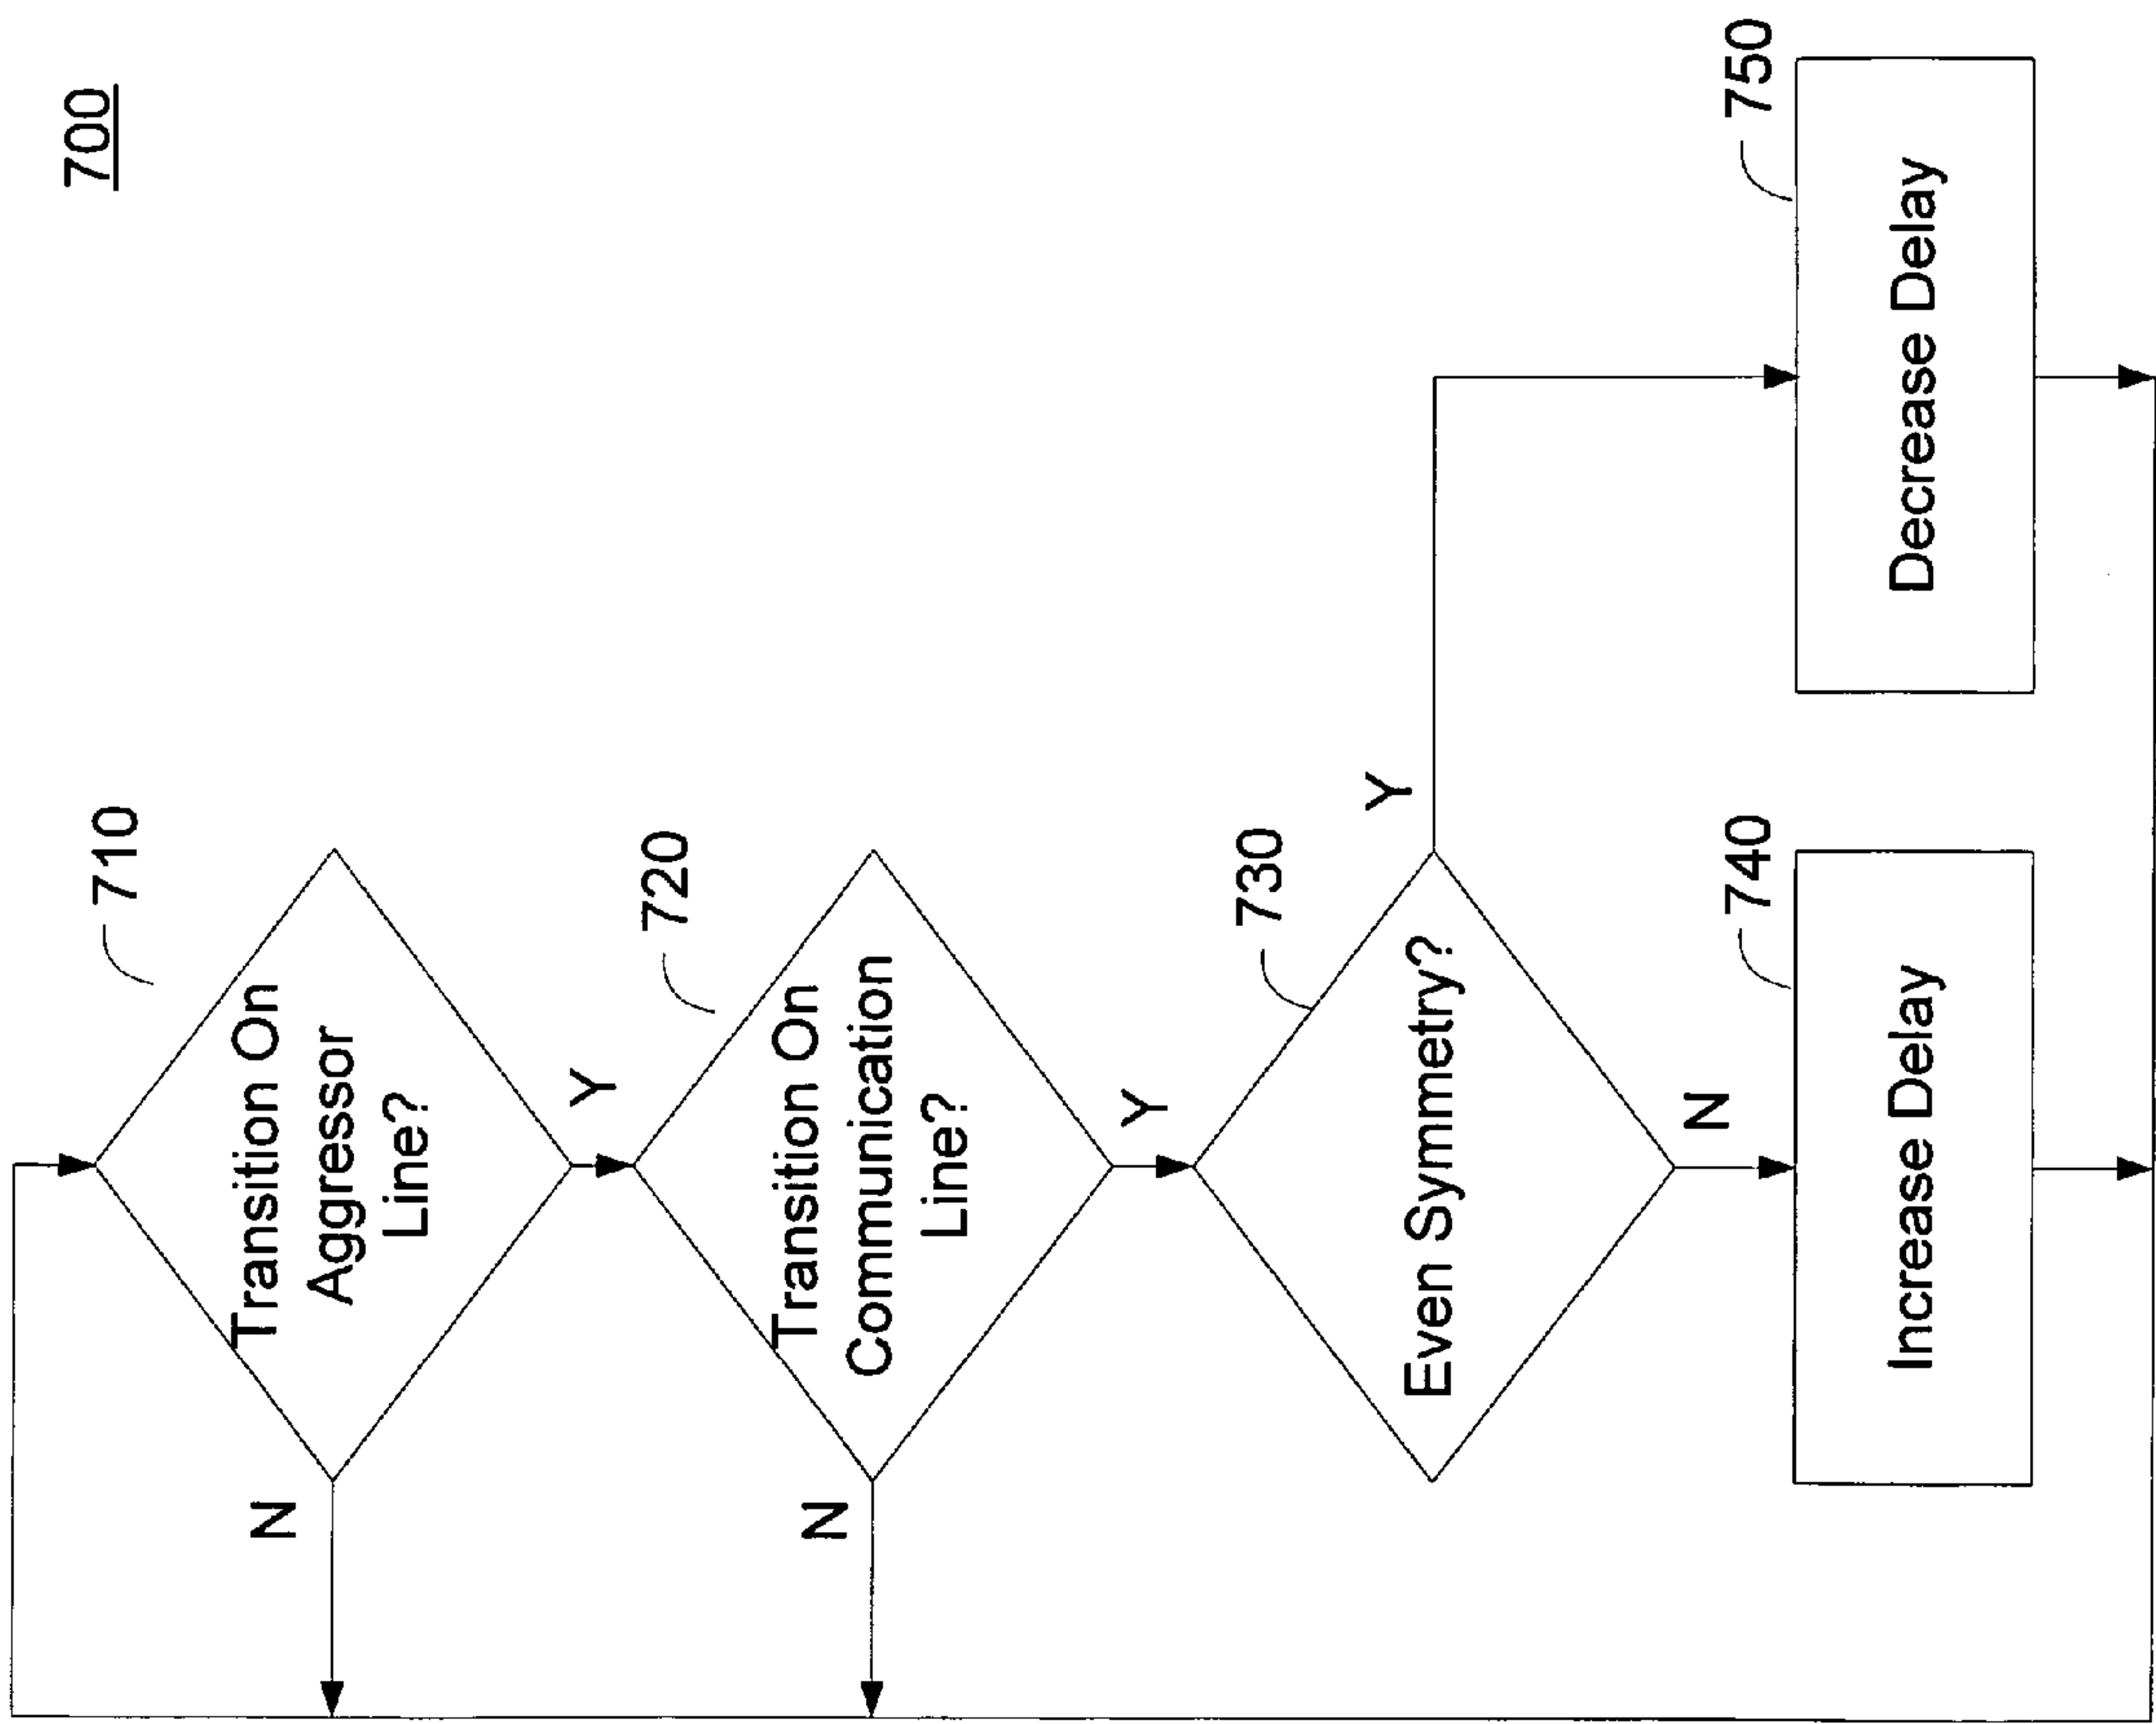 700
710
Transition On
Aggressor
Line?
N
Y
720
Transition On
Communication
Line?
N
Y
730
Even Symmetry?
Y
N
740
Increase Delay
750
Decrease Delay